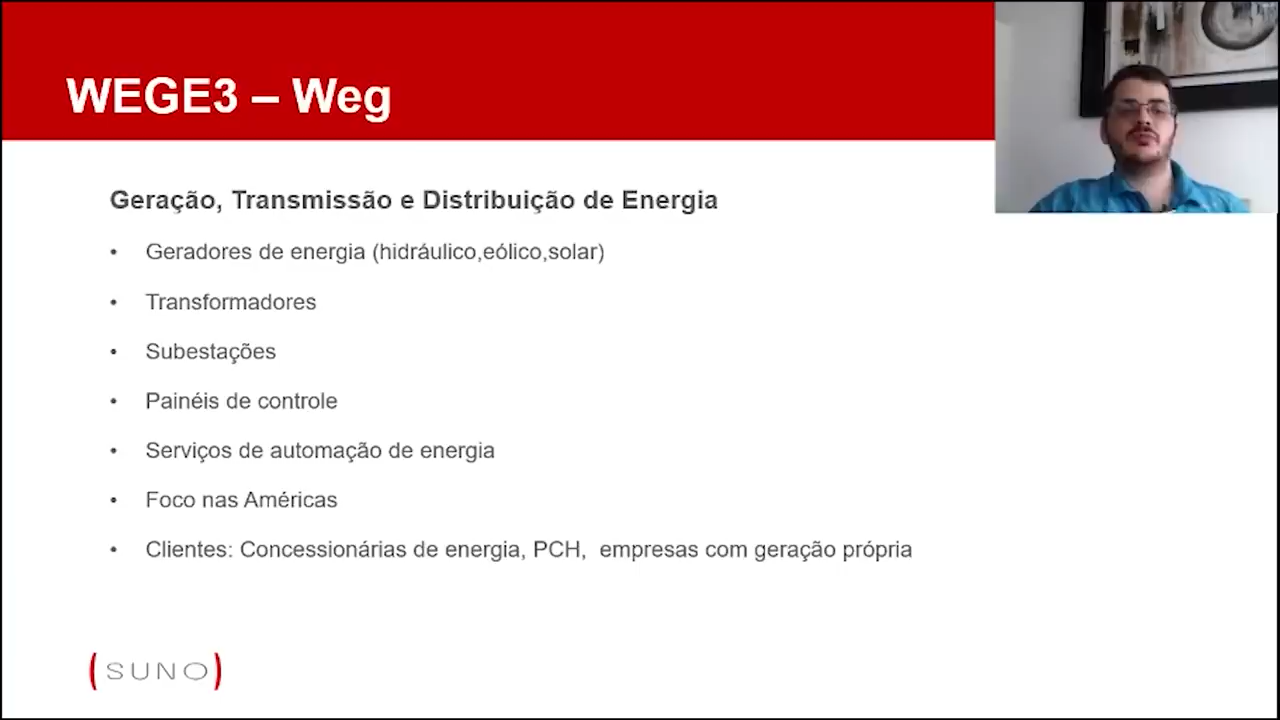 WEGE3 – Weg
Geração, Transmissão e Distribuição de Energia
• Geradores de energia (hidráulico,eólico,solar)
• Transformadores
• Subestações
• Painéis de controle
• Serviços de automação de energia
• Foco nas Américas
• Clientes: Concessionárias de energia, PCH,  empresas com geração própria
(SUNO)